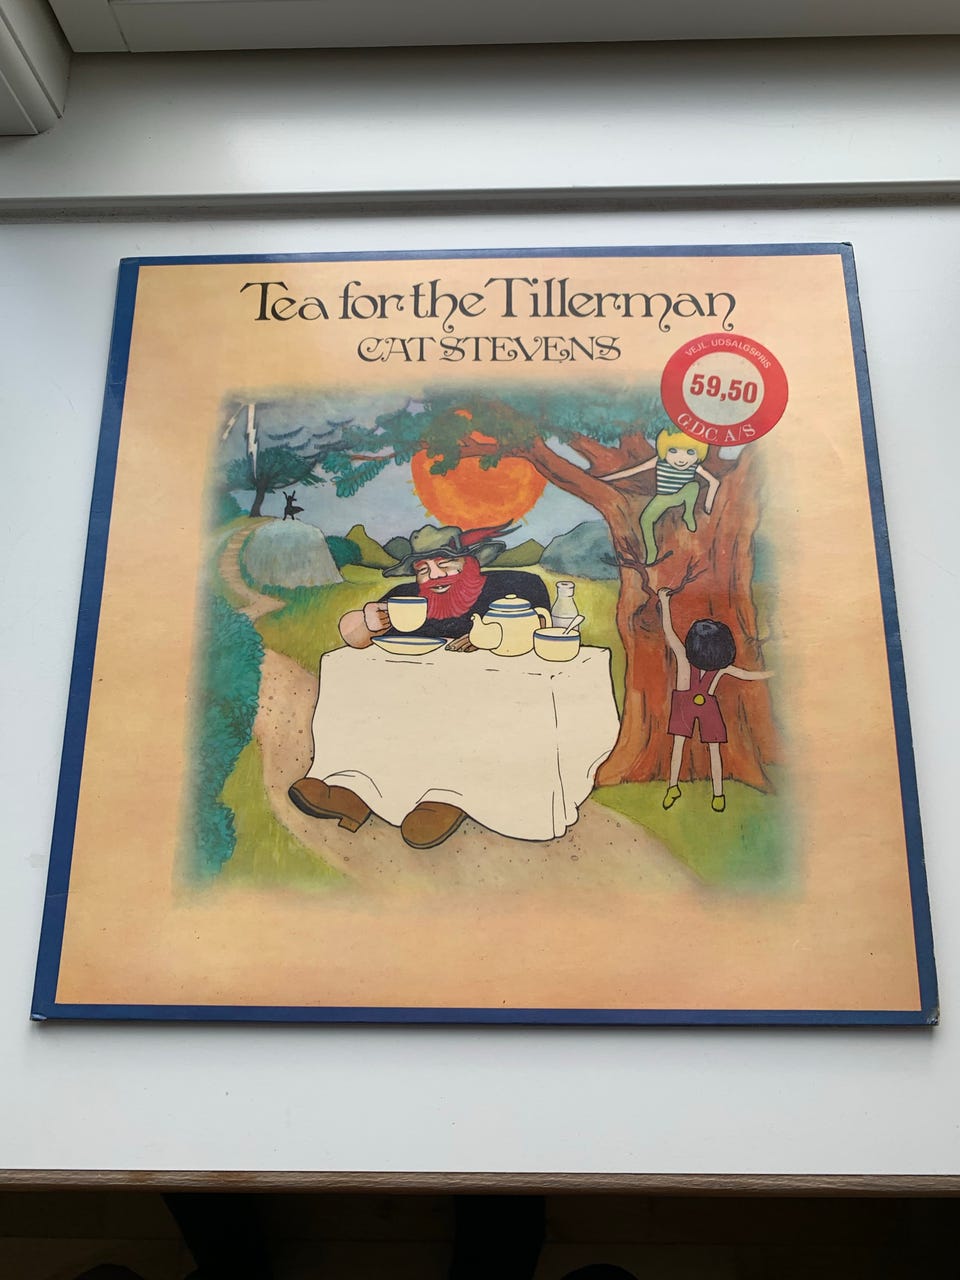 Tea for the Tillerman
CAT STEVENS
VEJL. UDSALGSPRIS
59,50
G.D.C. A/S